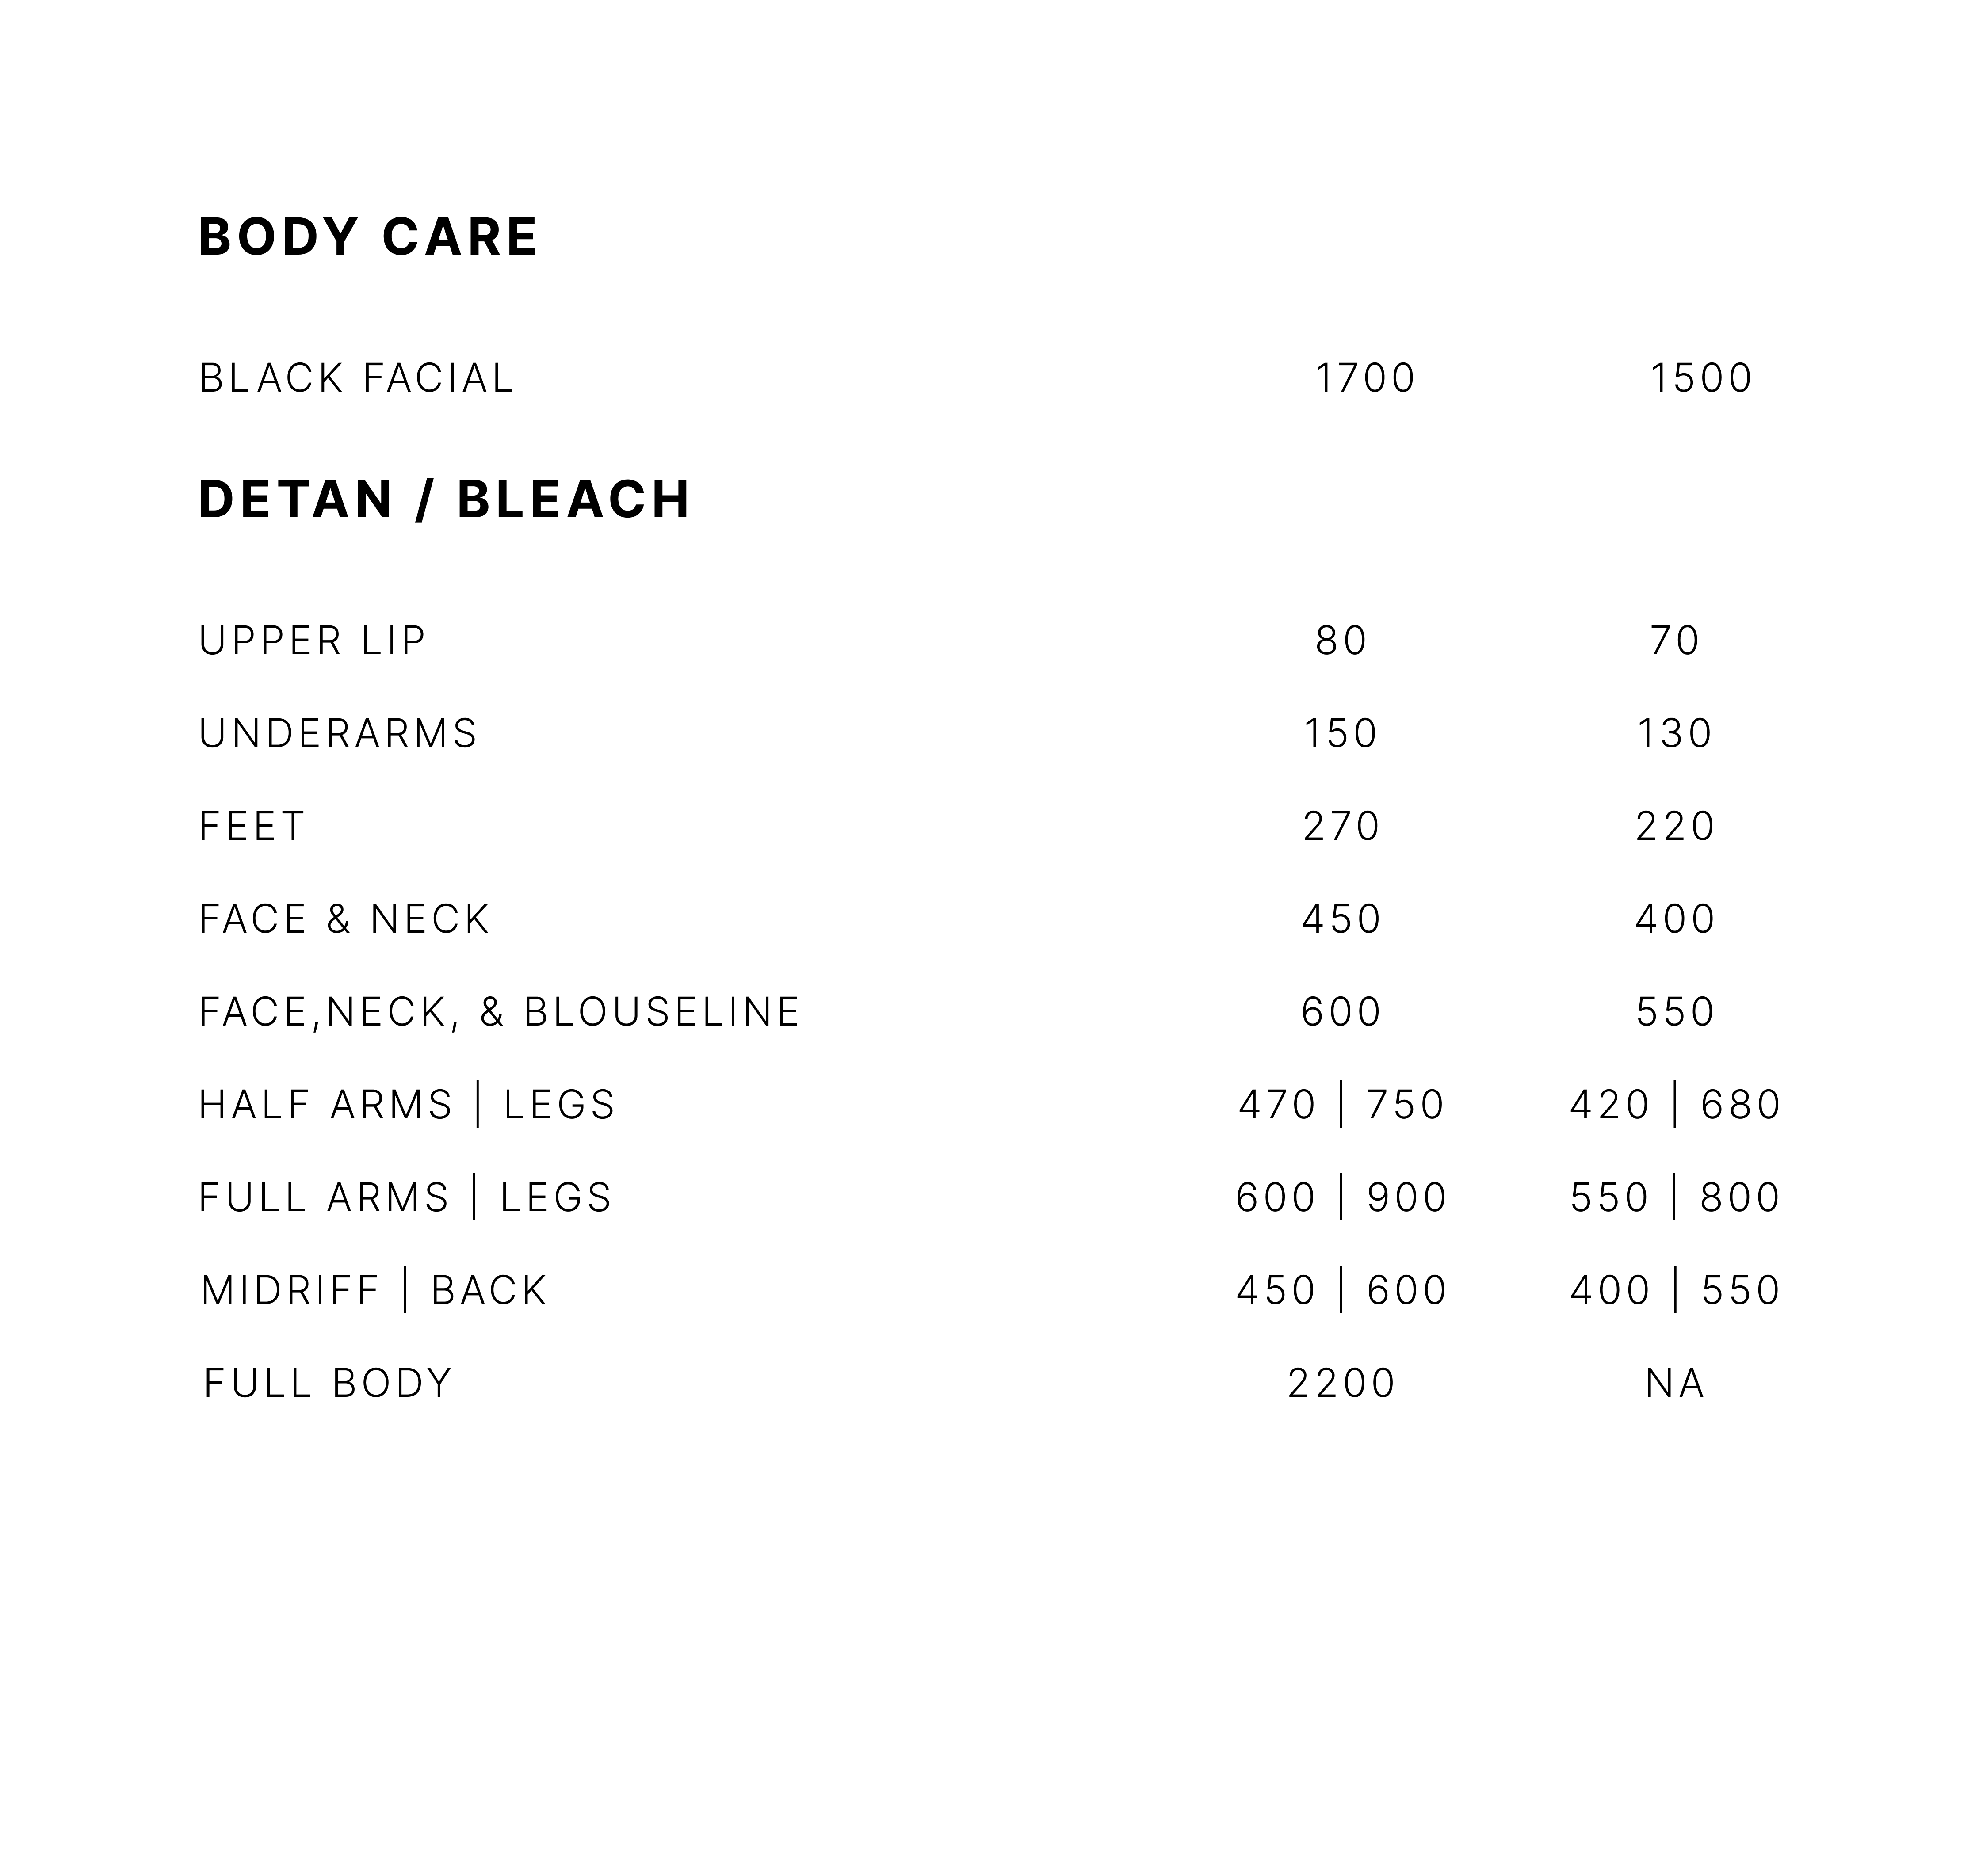 BODY CARE
BLACK FACIAL 1700 1500
DETAN / BLEACH
UPPER LIP 80 70
UNDERARMS 150 130
FEET 270 220
FACE & NECK 450 400
FACE,NECK, & BLOUSELINE 600 550
HALF ARMS | LEGS 470 | 750 420 | 680
FULL ARMS | LEGS 600 | 900 550 | 800
MIDRIFF | BACK 450 | 600 400 | 550
FULL BODY 2200 NA